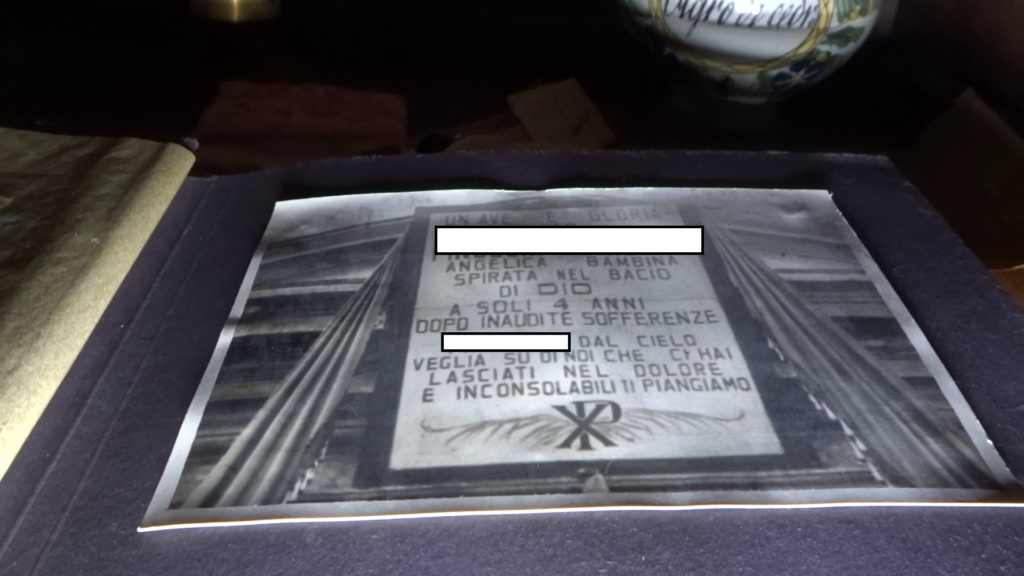 UN AVE E GLORIA
ANGELICA BAMBINA
SPIRATA NEL BACIO
DI DIO
A SOLI 4 ANNI
DOPO INAUDITE SOFFERENZE
DAL CIELO
VEGLIA SU DI NOI CHE CI HAI
LASCIATI NEL DOLORE
E INCONSOLABILI TI PIANGIAMO